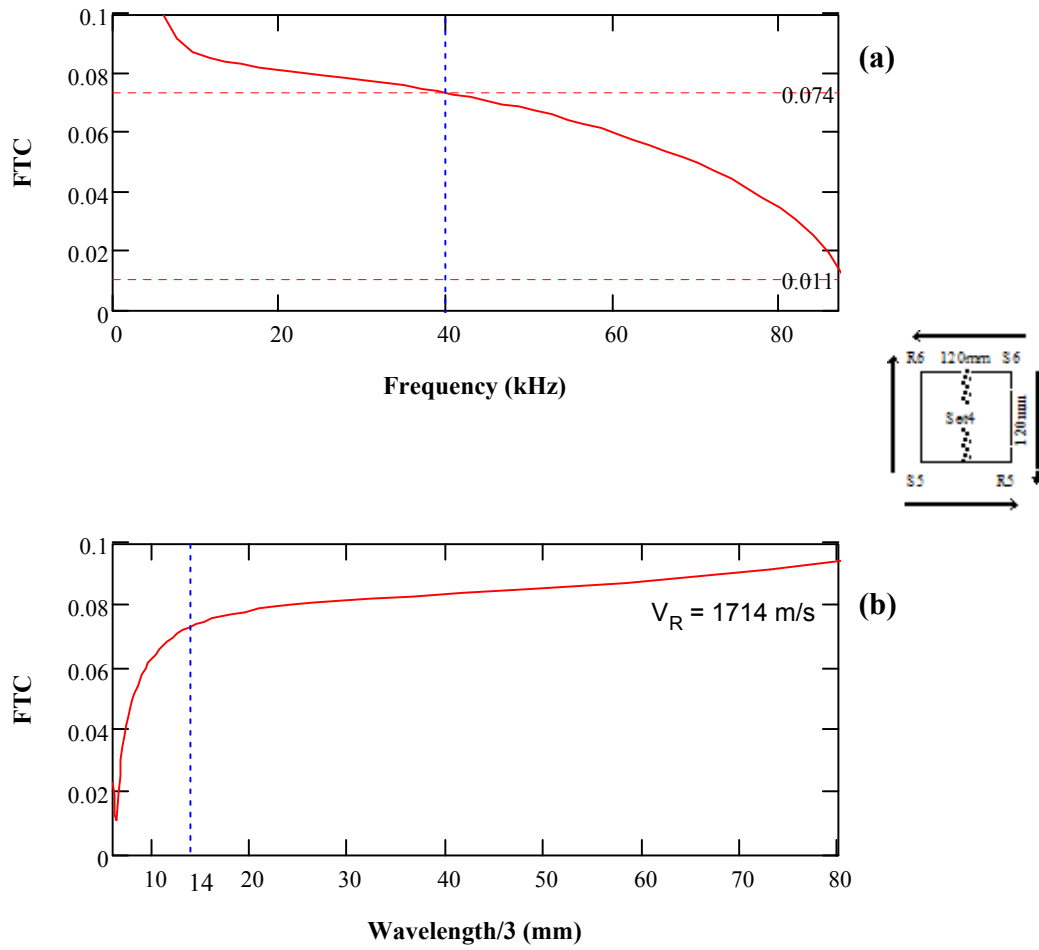 0.1
(a)
0.08
0.074
FTC
0.06
0.04
0.02
0.011
0
0 20 40 60 80
Frequency (kHz)
R6 120mm S6
Set4
120mm
S5 R5
0.1
(b)
0.08
V_R = 1714 m/s
FTC
0.06
0.04
0.02
0
10 14 20 30 40 50 60 70 80
Wavelength/3 (mm)